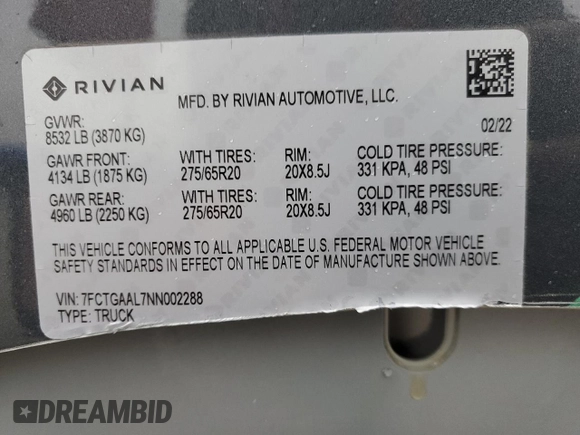 RIVIAN
MFD. BY RIVIAN AUTOMOTIVE, LLC.
GVWR:
8532 LB (3870 KG) 02/22
GAWR FRONT: WITH TIRES: RIM: COLD TIRE PRESSURE:
4134 LB (1875 KG) 275/65R20 20X8.5J 331 KPA, 48 PSI
GAWR REAR: WITH TIRES: RIM: COLD TIRE PRESSURE:
4960 LB (2250 KG) 275/65R20 20X8.5J 331 KPA, 48 PSI
THIS VEHICLE CONFORMS TO ALL APPLICABLE U.S. FEDERAL MOTOR VEHICLE
SAFETY STANDARDS IN EFFECT ON THE DATE OF MANUFACTURE SHOWN ABOVE.
VIN: 7FCTGAAL7NN002288
TYPE: TRUCK
DREAMBID